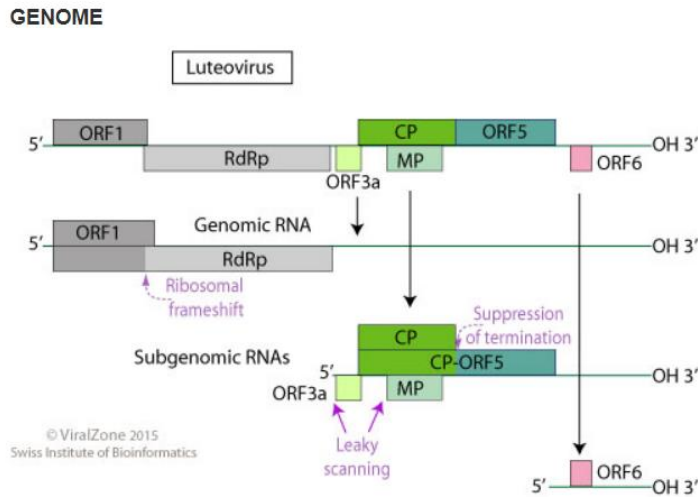 GENOME
Luteovirus
ORF1
CP
ORF5
5'
OH 3'
RdRp
ORF3a
MP
ORF6
ORF1
Genomic RNA
5'
OH 3'
RdRp
Ribosomal
frameshift
Suppression
of termination
CP
Subgenomic RNAs
CP-ORF5
5'
OH 3'
ORF3a
MP
Leaky
scanning
© ViralZone 2015
Swiss Institute of Bioinformatics
ORF6
5'
OH 3'